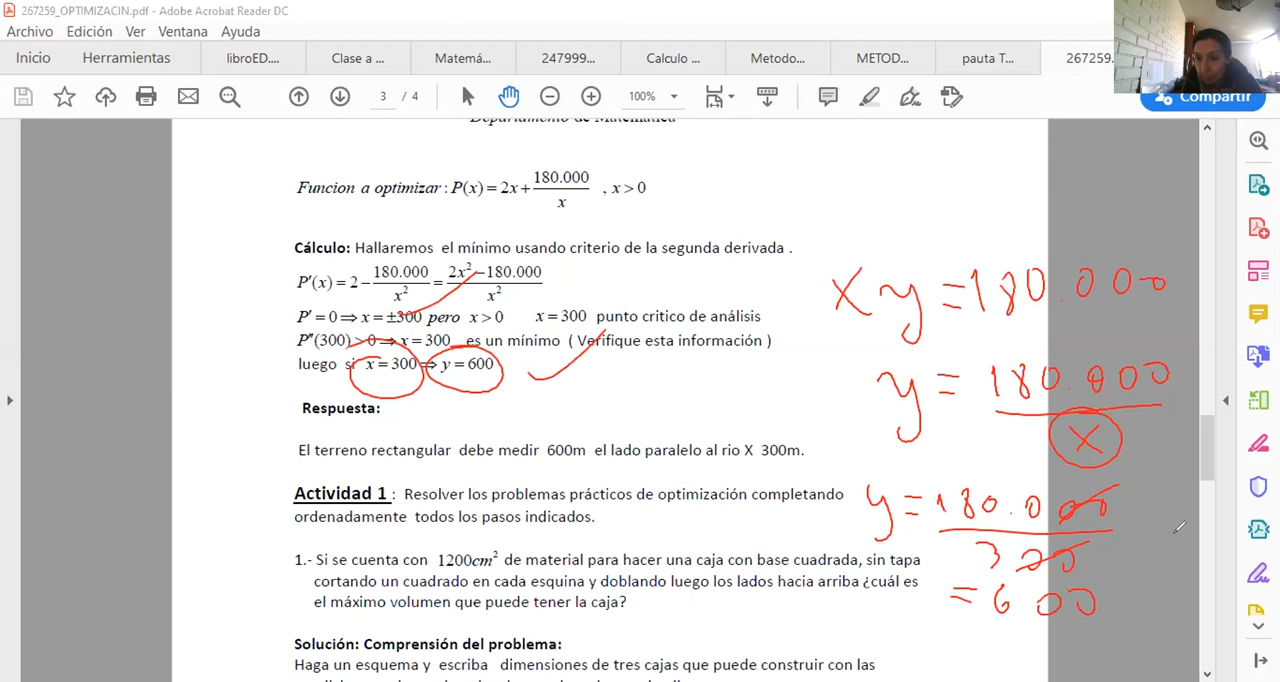 267259_OPTIMIZACIN.pdf - Adobe Acrobat Reader DC
Archivo Edición Ver Ventana Ayuda
Inicio Herramientas libroED.... Clase a ... Matemá... 247999... Calculo ... Metodo... METOD... pauta T... 267259...
3 / 4 100% Compartir
Departamento de Matemática
Funcion a optimizar : P(x) = 2x + 180.000 / x , x > 0
Cálculo: Hallaremos el mínimo usando criterio de la segunda derivada .
P'(x) = 2 − 180.000 / x² = 2x² −180.000 / x²
P' = 0 ⇒ x = ±300 pero x > 0 x = 300 punto critico de análisis
P''(300) > 0 ⇒ x = 300 es un mínimo ( Verifique esta información )
luego si x = 300 ⇒ y = 600
Respuesta:
El terreno rectangular debe medir 600m el lado paralelo al rio X 300m.
Actividad 1 : Resolver los problemas prácticos de optimización completando
ordenadamente todos los pasos indicados.
1.- Si se cuenta con 1200cm² de material para hacer una caja con base cuadrada, sin tapa
cortando un cuadrado en cada esquina y doblando luego los lados hacia arriba ¿cuál es
el máximo volumen que puede tener la caja?
Solución: Comprensión del problema:
Haga un esquema y escriba dimensiones de tres cajas que puede construir con las
x y = 180.000
y = 180.000 / x
y = 180.000 / 300
= 600